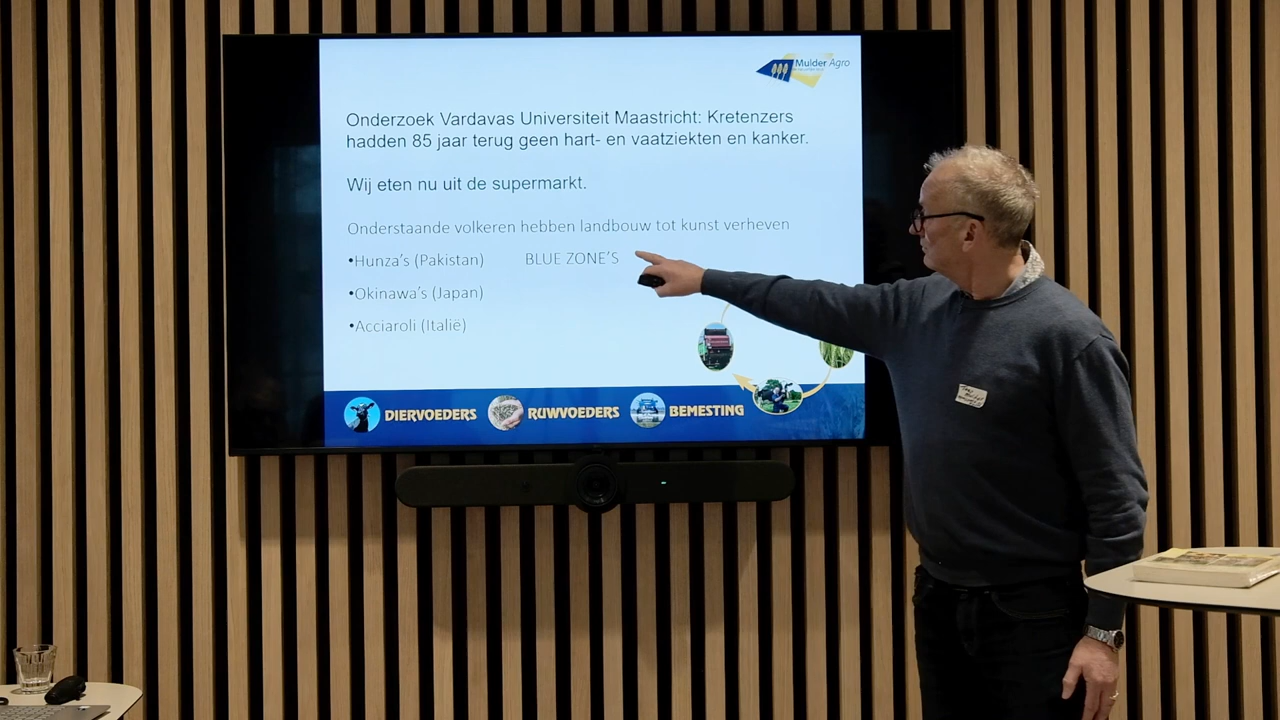 Mulder Agro
Onderzoek Vardavas Universiteit Maastricht: Kretenzers
hadden 85 jaar terug geen hart- en vaatziekten en kanker.
Wij eten nu uit de supermarkt.
Onderstaande volkeren hebben landbouw tot kunst verheven
•Hunza's (Pakistan) BLUE ZONE'S
•Okinawa's (Japan)
•Acciaroli (Italië)
DIERVOEDERS RUWVOEDERS BEMESTING